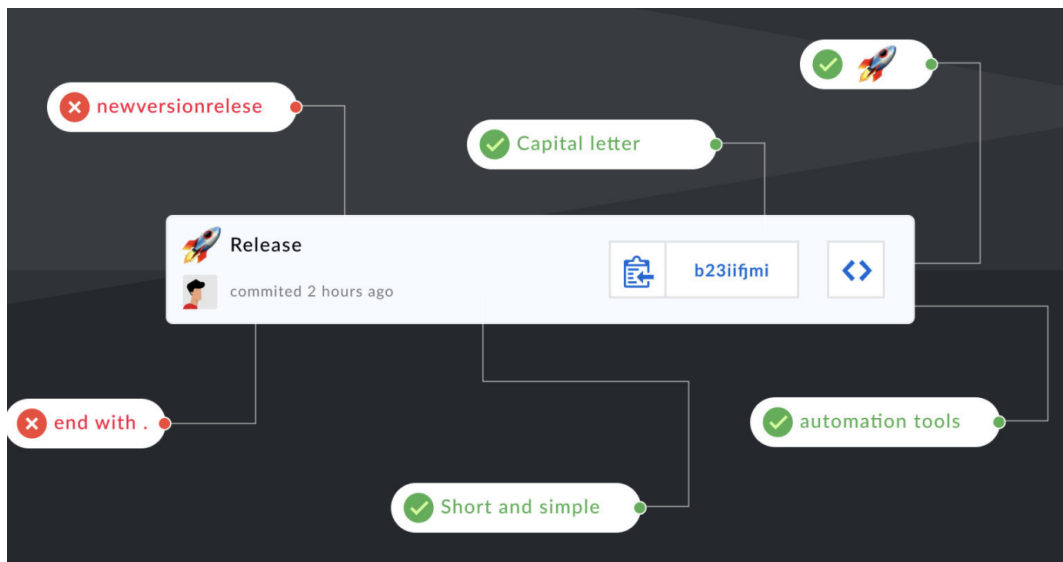 newversionrelese
Capital letter
Release
commited 2 hours ago
b23iifjmi
end with .
automation tools
Short and simple